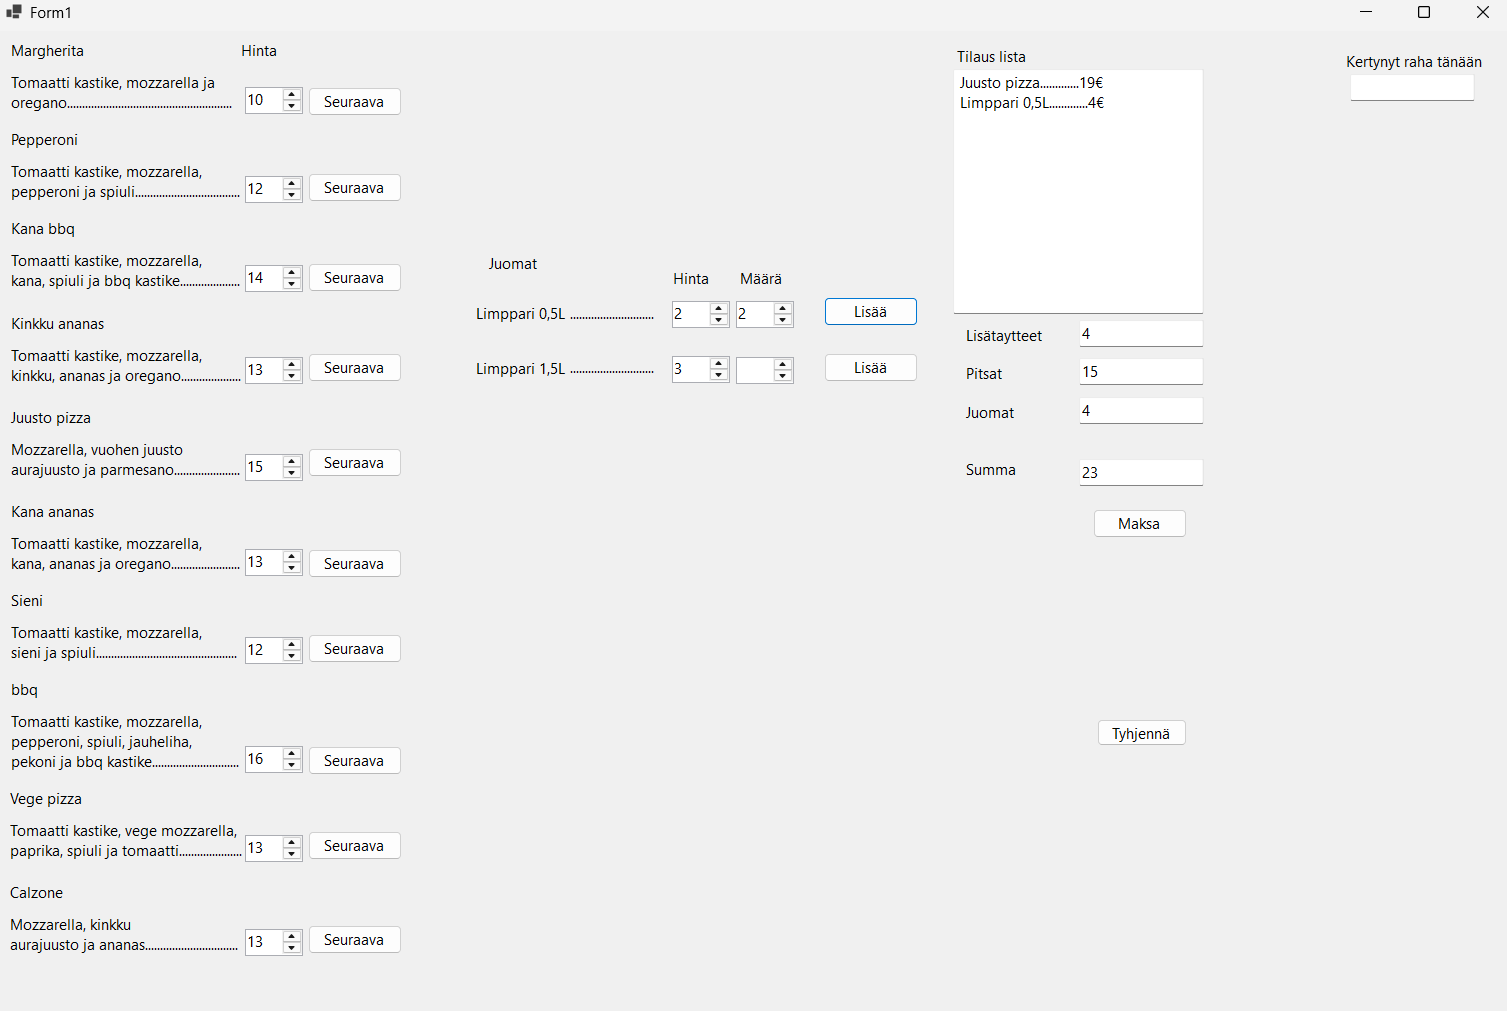 Form1
Margherita
Hinta
Tomaatti kastike, mozzarella ja
oregano.......................................................
10
Seuraava
Pepperoni
Tomaatti kastike, mozzarella,
pepperoni ja spiuli...................................
12
Seuraava
Kana bbq
Tomaatti kastike, mozzarella,
kana, spiuli ja bbq kastike....................
14
Seuraava
Kinkku ananas
Tomaatti kastike, mozzarella,
kinkku, ananas ja oregano....................
13
Seuraava
Juusto pizza
Mozzarella, vuohen juusto
aurajuusto ja parmesano......................
15
Seuraava
Kana ananas
Tomaatti kastike, mozzarella,
kana, ananas ja oregano.......................
13
Seuraava
Sieni
Tomaatti kastike, mozzarella,
sieni ja spiuli...............................................
12
Seuraava
bbq
Tomaatti kastike, mozzarella,
pepperoni, spiuli, jauheliha,
pekoni ja bbq kastike.............................
16
Seuraava
Vege pizza
Tomaatti kastike, vege mozzarella,
paprika, spiuli ja tomaatti.....................
13
Seuraava
Calzone
Mozzarella, kinkku
aurajuusto ja ananas...............................
13
Seuraava
Juomat
Hinta
Määrä
Limppari 0,5L ............................
2
2
Lisää
Limppari 1,5L ............................
3
Lisää
Tilaus lista
Juusto pizza.............19€
Limppari 0,5L.............4€
Lisätaytteet
4
Pitsat
15
Juomat
4
Summa
23
Maksa
Tyhjennä
Kertynyt raha tänään